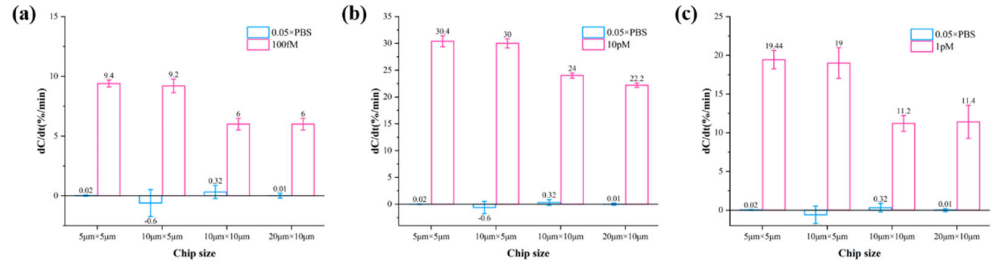 (a)
0.05×PBS
100fM
dC/dt(%/min)
15
10
5
0
0.02
9.4
-0.6
9.2
0.32
6
0.01
6
5μm×5μm
10μm×5μm
10μm×10μm
20μm×10μm
Chip size
(b)
0.05×PBS
10pM
dC/dt(%/min)
35
30
25
20
15
10
5
0
-5
0.02
30.4
-0.6
30
0.32
24
0.01
22.2
5μm×5μm
10μm×5μm
10μm×10μm
20μm×10μm
Chip size
(c)
0.05×PBS
1pM
dC/dt(%/min)
25
20
15
10
5
0
0.02
19.44
19
0.32
11.2
0.01
11.4
5μm×5μm
10μm×5μm
10μm×10μm
20μm×10μm
Chip size